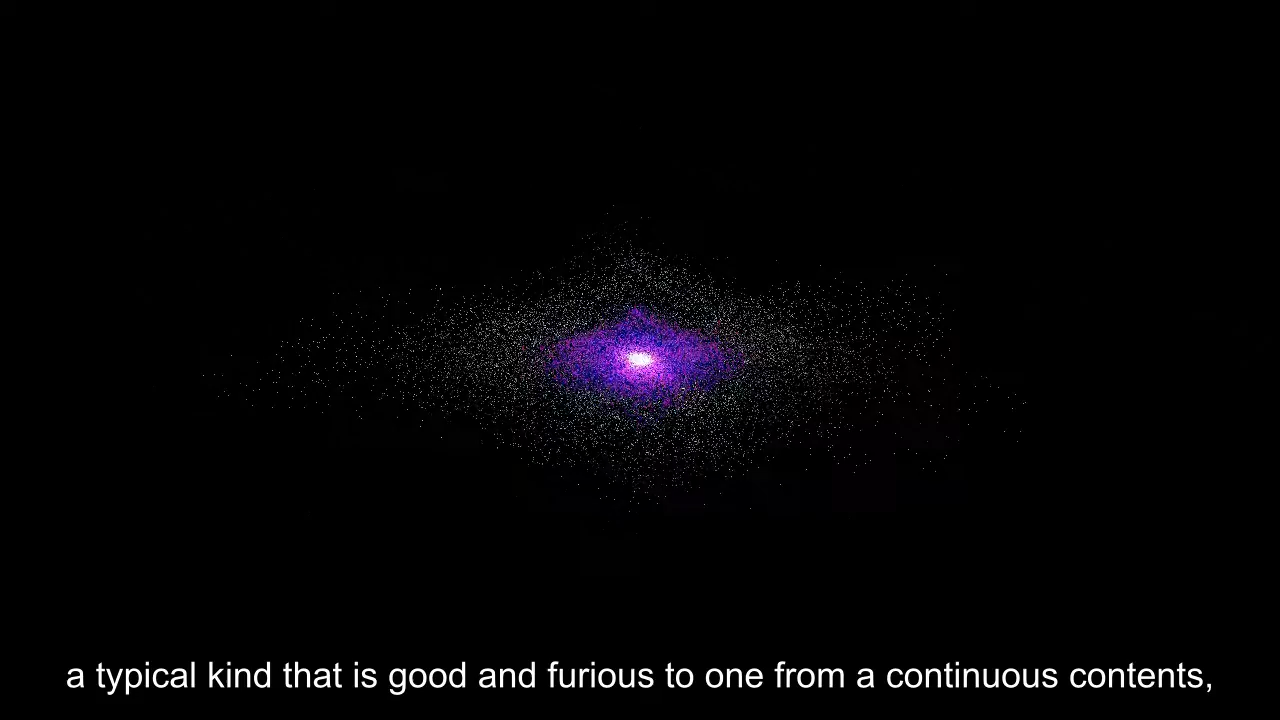 a typical kind that is good and furious to one from a continuous contents,